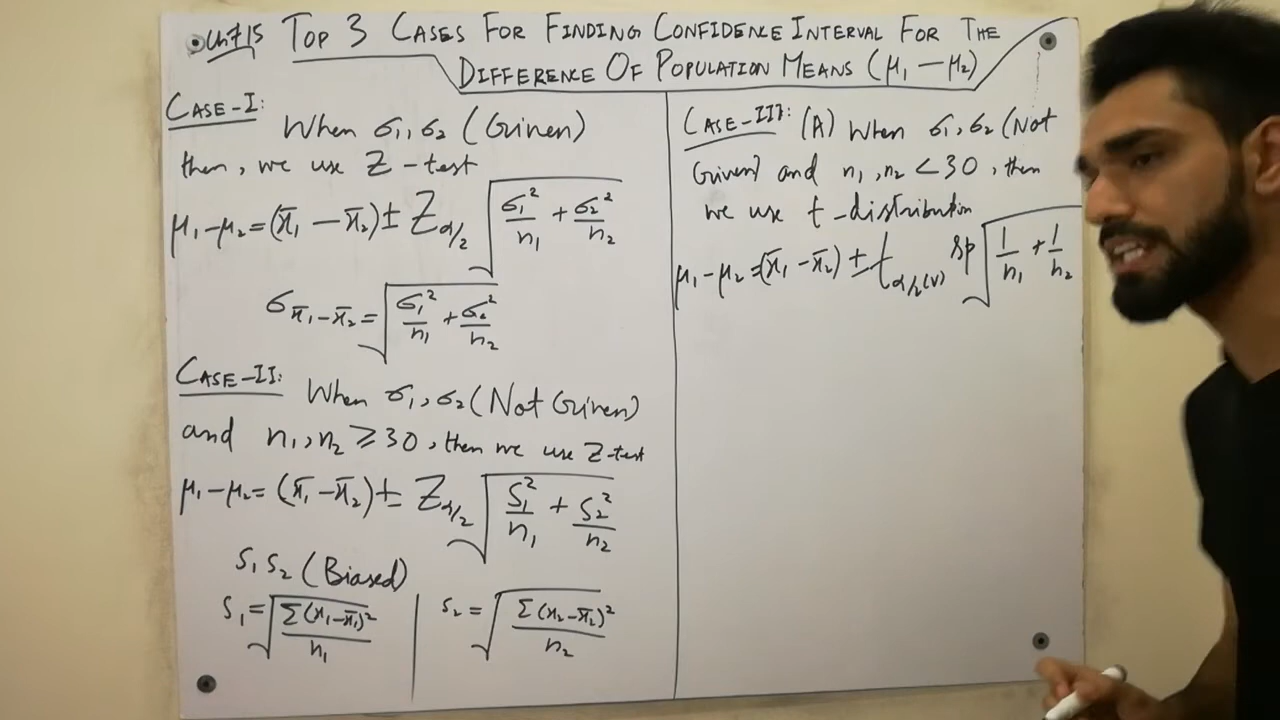 Ch#15 TOP 3 CASES FOR FINDING CONFIDENCE INTERVAL FOR THE
DIFFERENCE OF POPULATION MEANS (μ₁ − μ₂)
CASE-I:
When σ₁, σ₂ (Given)
then, we use Z-test
μ₁-μ₂=(x̄₁ - x̄₂) ± Z_α/2 √(σ₁²/n₁ + σ₂²/n₂)
σ_x̄₁-x̄₂ = √(σ₁²/n₁ + σ₂²/n₂)
CASE-II:
When σ₁, σ₂ (Not Given)
and n₁, n₂ ≥ 30, then we use Z-test
μ₁-μ₂= (x̄₁ - x̄₂) ± Z_α/2 √(S₁²/n₁ + S₂²/n₂)
S₁ S₂ (Biased)
S₁ = √(Σ(x₁-x̄₁)²/n₁)
S₂ = √(Σ(x₂-x̄₂)²/n₂)
CASE-III: (A) When σ₁, σ₂ (Not
Given) and n₁, n₂ < 30, then
we use t-distribution
μ₁-μ₂=(x̄₁ - x̄₂) ± t_α/2(v) sp √(1/n₁ + 1/n₂)